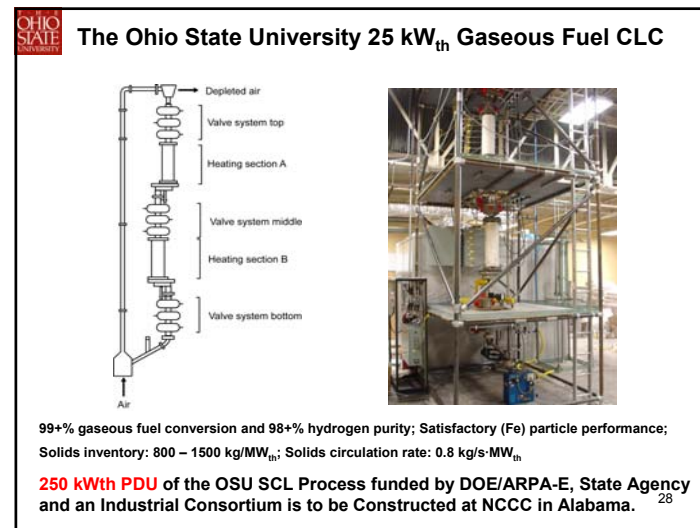 THE
OHIO
STATE
UNIVERSITY
The Ohio State University 25 kWth Gaseous Fuel CLC
Depleted air
Valve system top
Heating section A
Valve system middle
Heating section B
Valve system bottom
Air
99+% gaseous fuel conversion and 98+% hydrogen purity; Satisfactory (Fe) particle performance;
Solids inventory: 800 – 1500 kg/MWth; Solids circulation rate: 0.8 kg/s·MWth
250 kWth PDU of the OSU SCL Process funded by DOE/ARPA-E, State Agency
and an Industrial Consortium is to be Constructed at NCCC in Alabama.
28